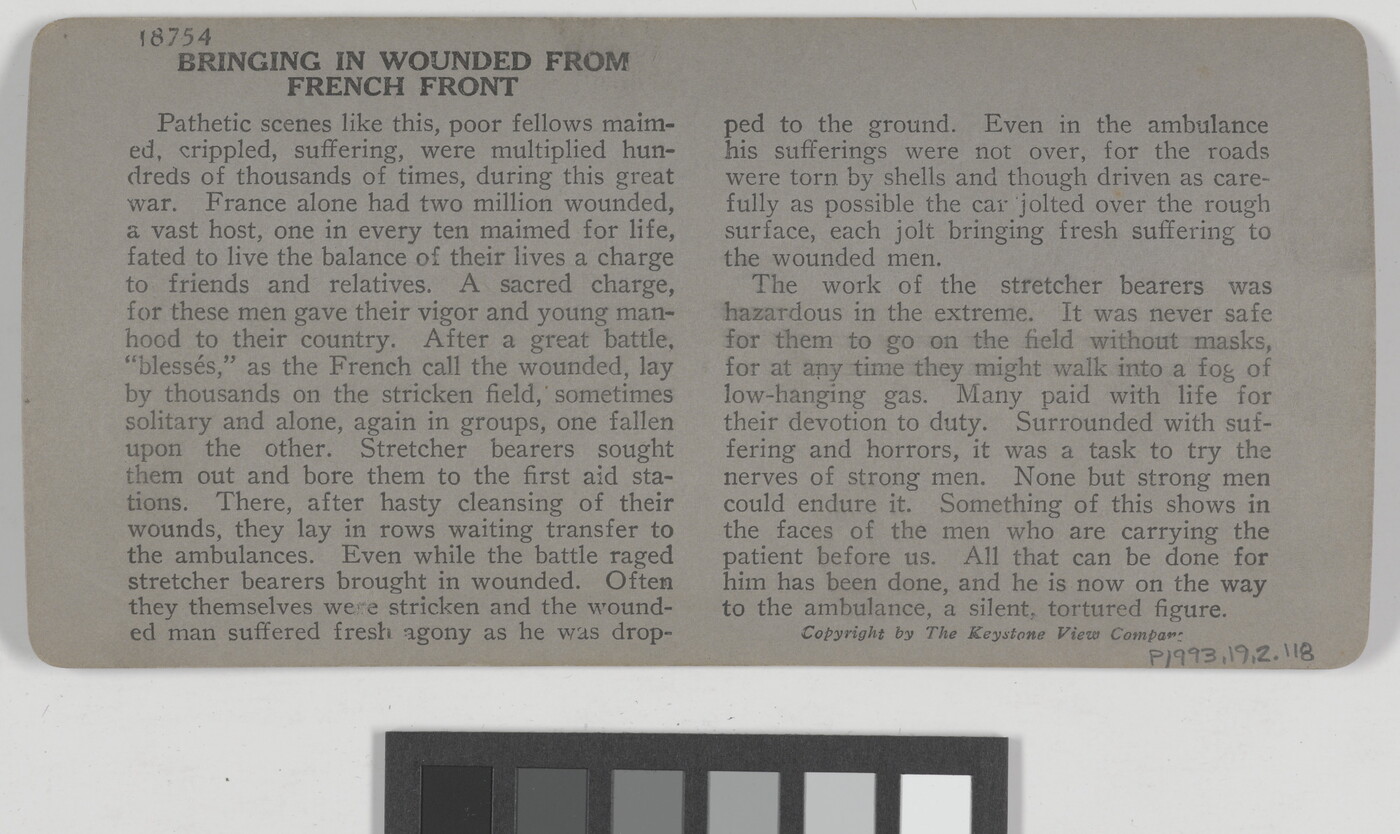 18754
BRINGING IN WOUNDED FROM
FRENCH FRONT
Pathetic scenes like this, poor fellows maim-
ed, crippled, suffering, were multiplied hun-
dreds of thousands of times, during this great
war. France alone had two million wounded,
a vast host, one in every ten maimed for life,
fated to live the balance of their lives a charge
to friends and relatives. A sacred charge,
for these men gave their vigor and young man-
hood to their country. After a great battle,
“blessés,” as the French call the wounded, lay
by thousands on the stricken field, sometimes
solitary and alone, again in groups, one fallen
upon the other. Stretcher bearers sought
them out and bore them to the first aid sta-
tions. There, after hasty cleansing of their
wounds, they lay in rows waiting transfer to
the ambulances. Even while the battle raged
stretcher bearers brought in wounded. Often
they themselves were stricken and the wound-
ed man suffered fresh agony as he was drop-
ped to the ground. Even in the ambulance
his sufferings were not over, for the roads
were torn by shells and though driven as care-
fully as possible the car jolted over the rough
surface, each jolt bringing fresh suffering to
the wounded men.
The work of the stretcher bearers was
hazardous in the extreme. It was never safe
for them to go on the field without masks,
for at any time they might walk into a fog of
low-hanging gas. Many paid with life for
their devotion to duty. Surrounded with suf-
fering and horrors, it was a task to try the
nerves of strong men. None but strong men
could endure it. Something of this shows in
the faces of the men who are carrying the
patient before us. All that can be done for
him has been done, and he is now on the way
to the ambulance, a silent, tortured figure.
Copyright by The Keystone View Company
P1993.19.2.118